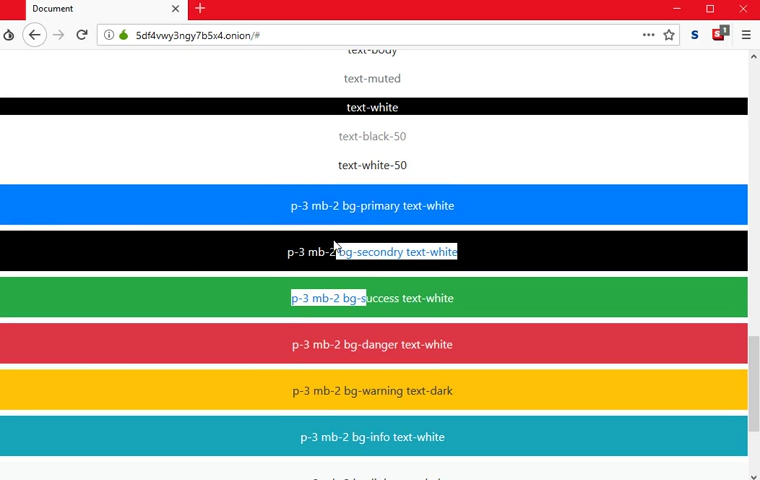 Document
5df4vwy3ngy7b5x4.onion/#
S
1
text-body
text-muted
text-white
text-black-50
text-white-50
p-3 mb-2 bg-primary text-white
p-3 mb-2 bg-secondry text-white
p-3 mb-2 bg-success text-white
p-3 mb-2 bg-danger text-white
p-3 mb-2 bg-warning text-dark
p-3 mb-2 bg-info text-white